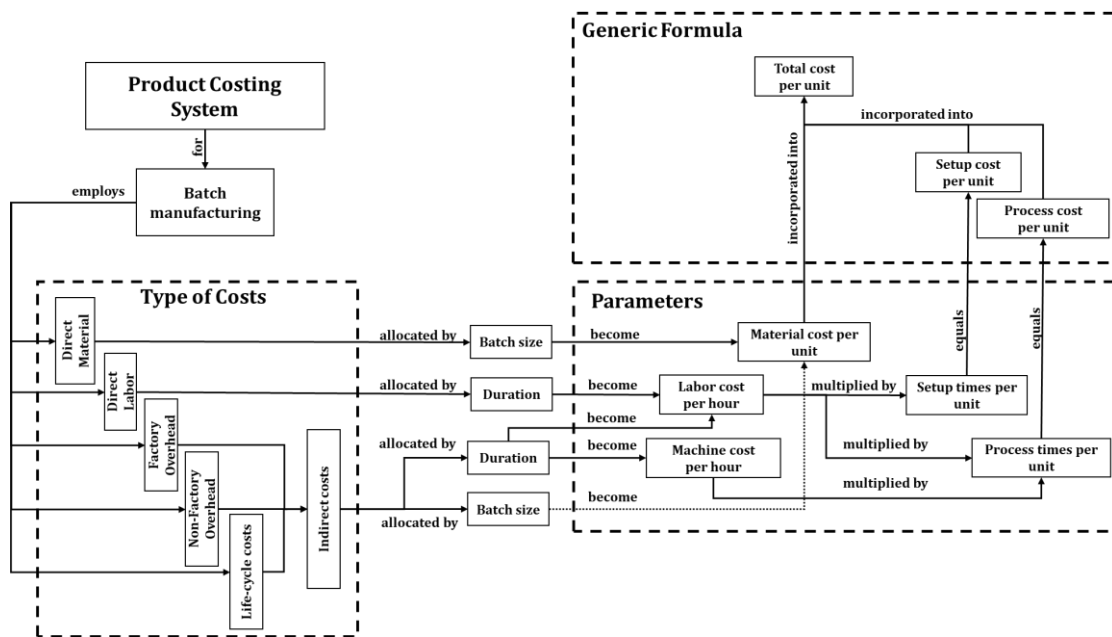 Generic Formula
Product Costing
System
Total cost
per unit
incorporated into
for
Setup cost
per unit
employs
Batch
manufacturing
incorporated into
Process cost
per unit
Type of Costs
Parameters
equals
equals
Direct
Material
allocated by
Batch size
become
Material cost per
unit
Direct
Labor
allocated by
Duration
become
Labor cost
per hour
multiplied by
Setup times per
unit
become
Factory
Overhead
allocated by
Duration
become
Machine cost
per hour
multiplied by
Process times per
unit
multiplied by
Indirect costs
Non-Factory
Overhead
allocated by
Batch size
become
Life-cycle costs